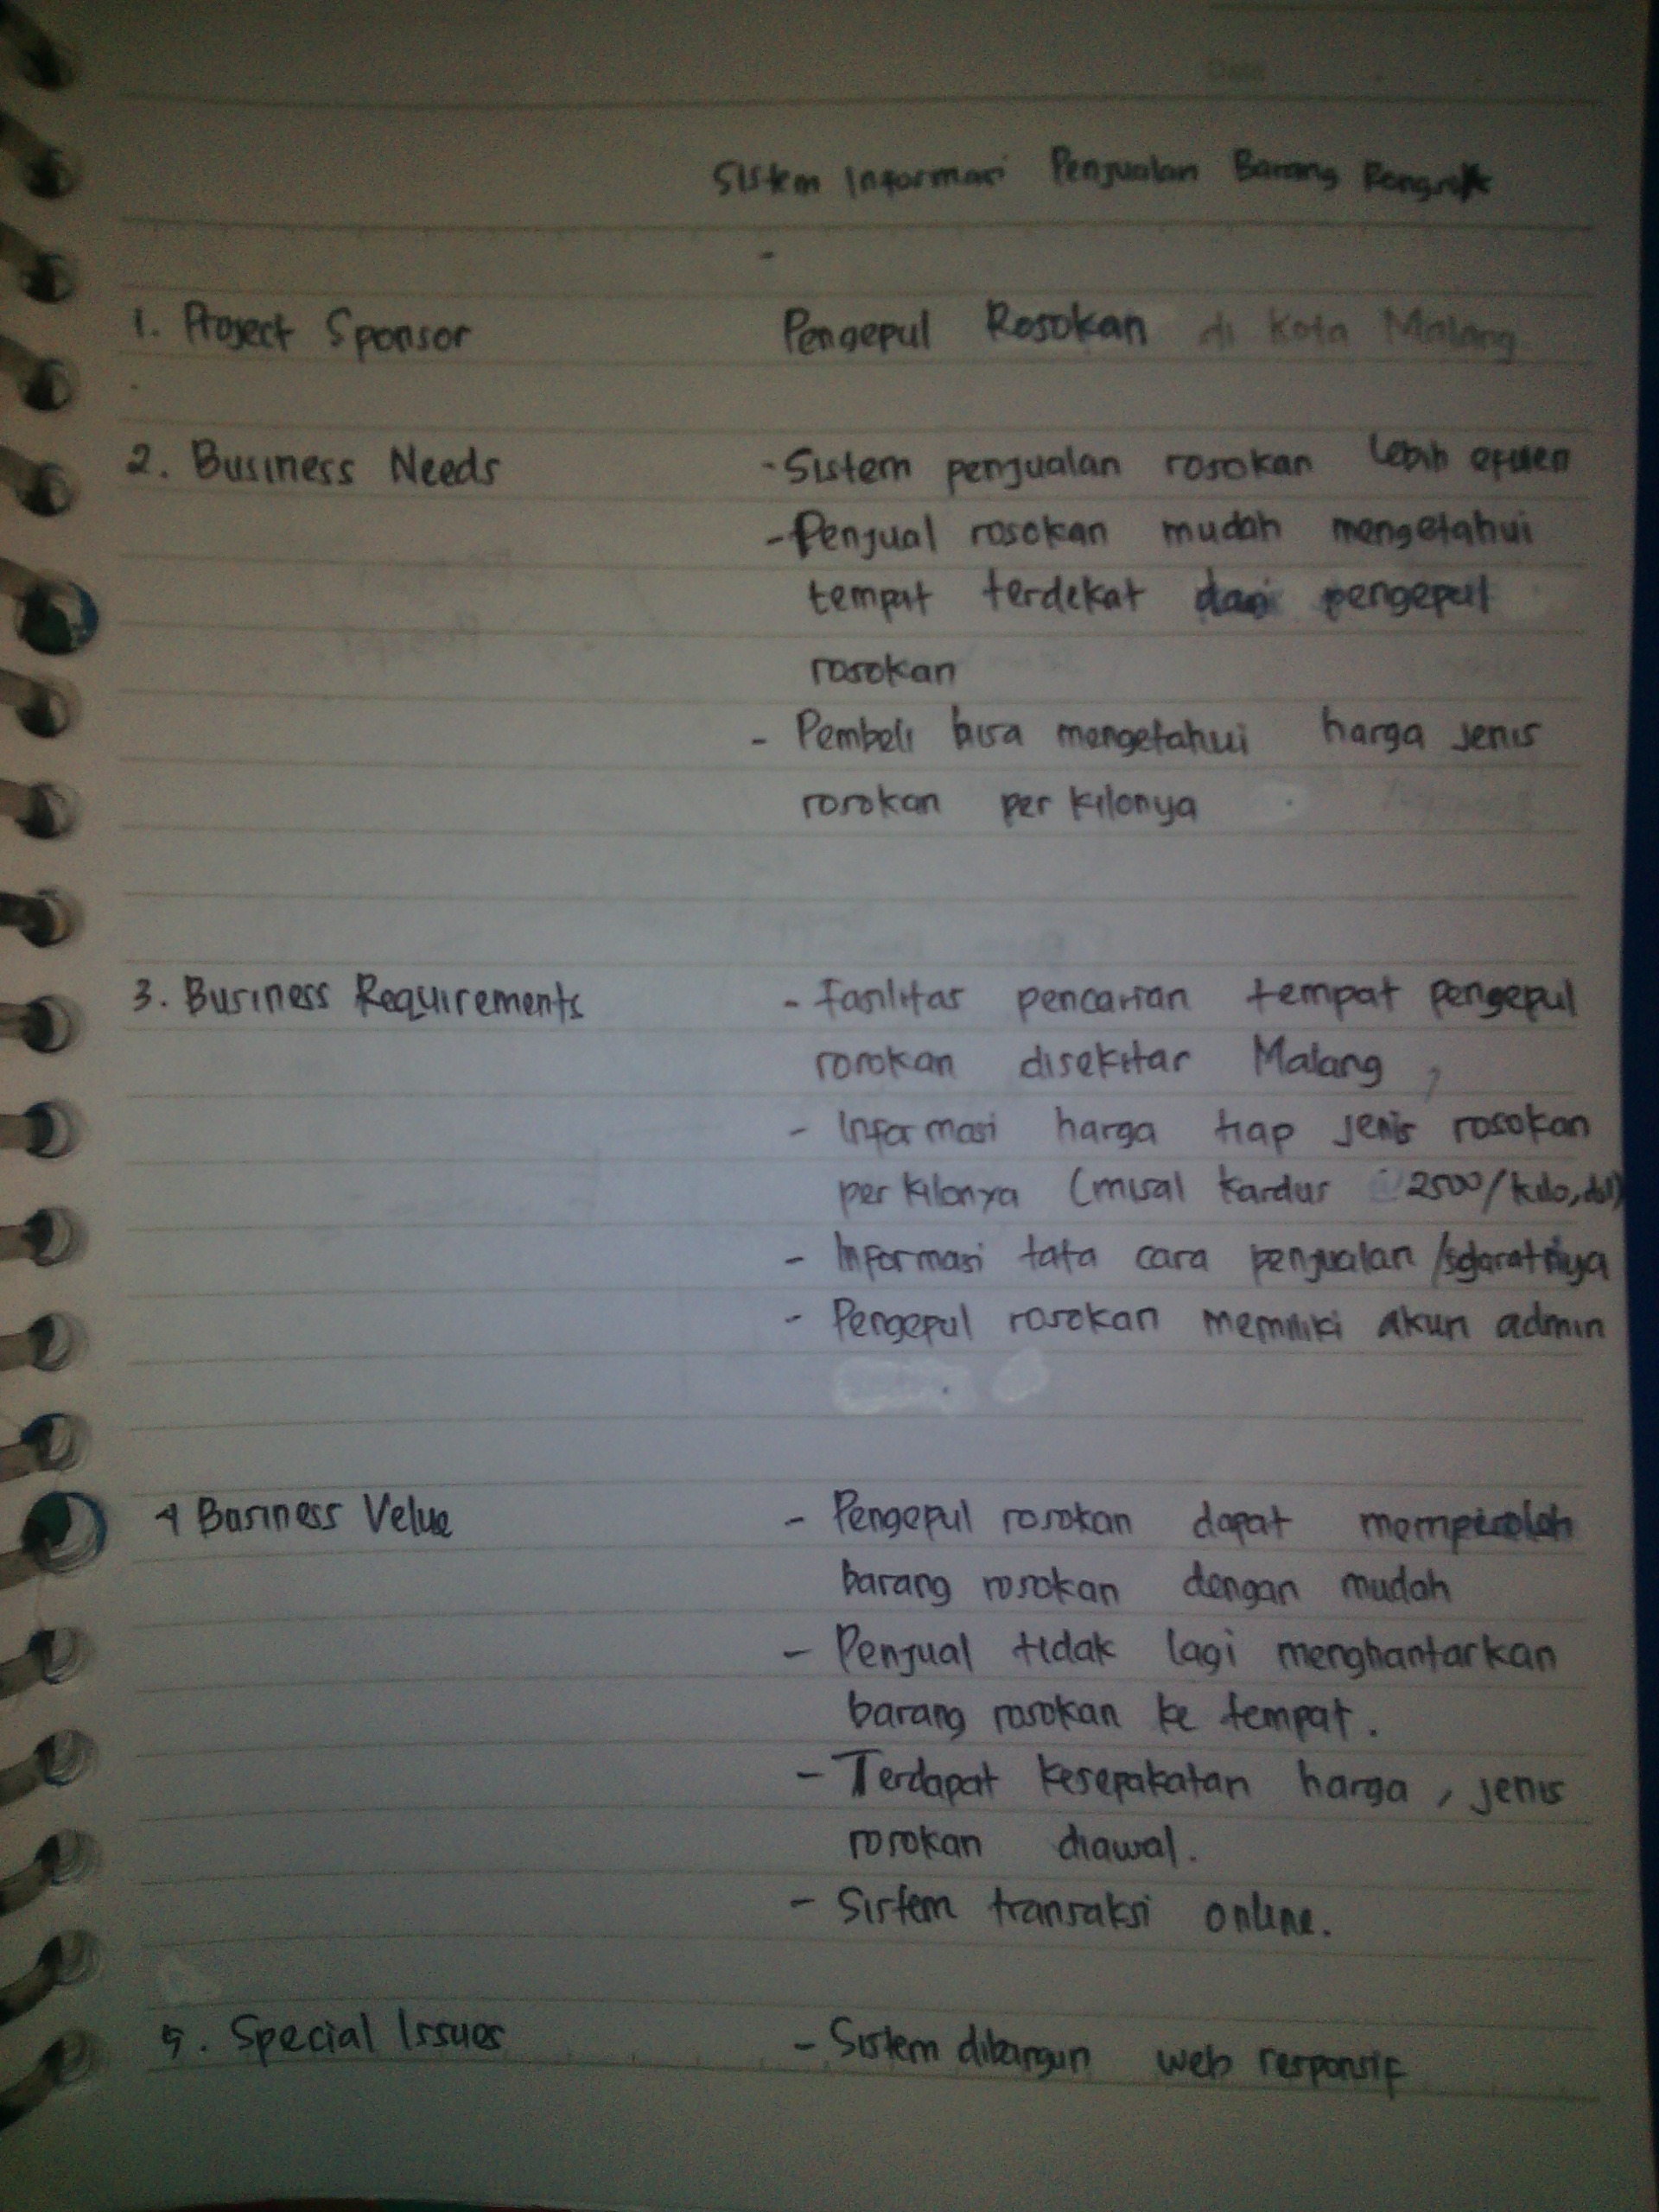 Date
Sistem Informasi Penjualan Barang
1. Project Sponsor Pengepul Rosokan di Kota Malang
2. Business Needs - Sistem penjualan rosokan lebih efisien
- Penjual rosokan mudah mengetahui
tempat terdekat dari pengepul
rosokan
- Pembeli bisa mengetahui harga jenis
rosokan per kilonya
3. Business Requirements - Fasilitas pencarian tempat pengepul
rosokan disekitar Malang
- Informasi harga tiap jenis rosokan
per kilonya (misal kardus @ 2500/kilo, dll)
- Informasi tata cara penjualan /syaratnya
- Pengepul rosokan memiliki akun admin
4 Business Velue - Pengepul rosokan dapat memperoleh
barang rosokan dengan mudah
- Penjual tidak lagi menghantarkan
barang rosokan ke tempat.
- Terdapat kesepakatan harga, jenis
rosokan diawal.
- Sistem transaksi online.
5. Special Issues - Sistem dibangun web responsif